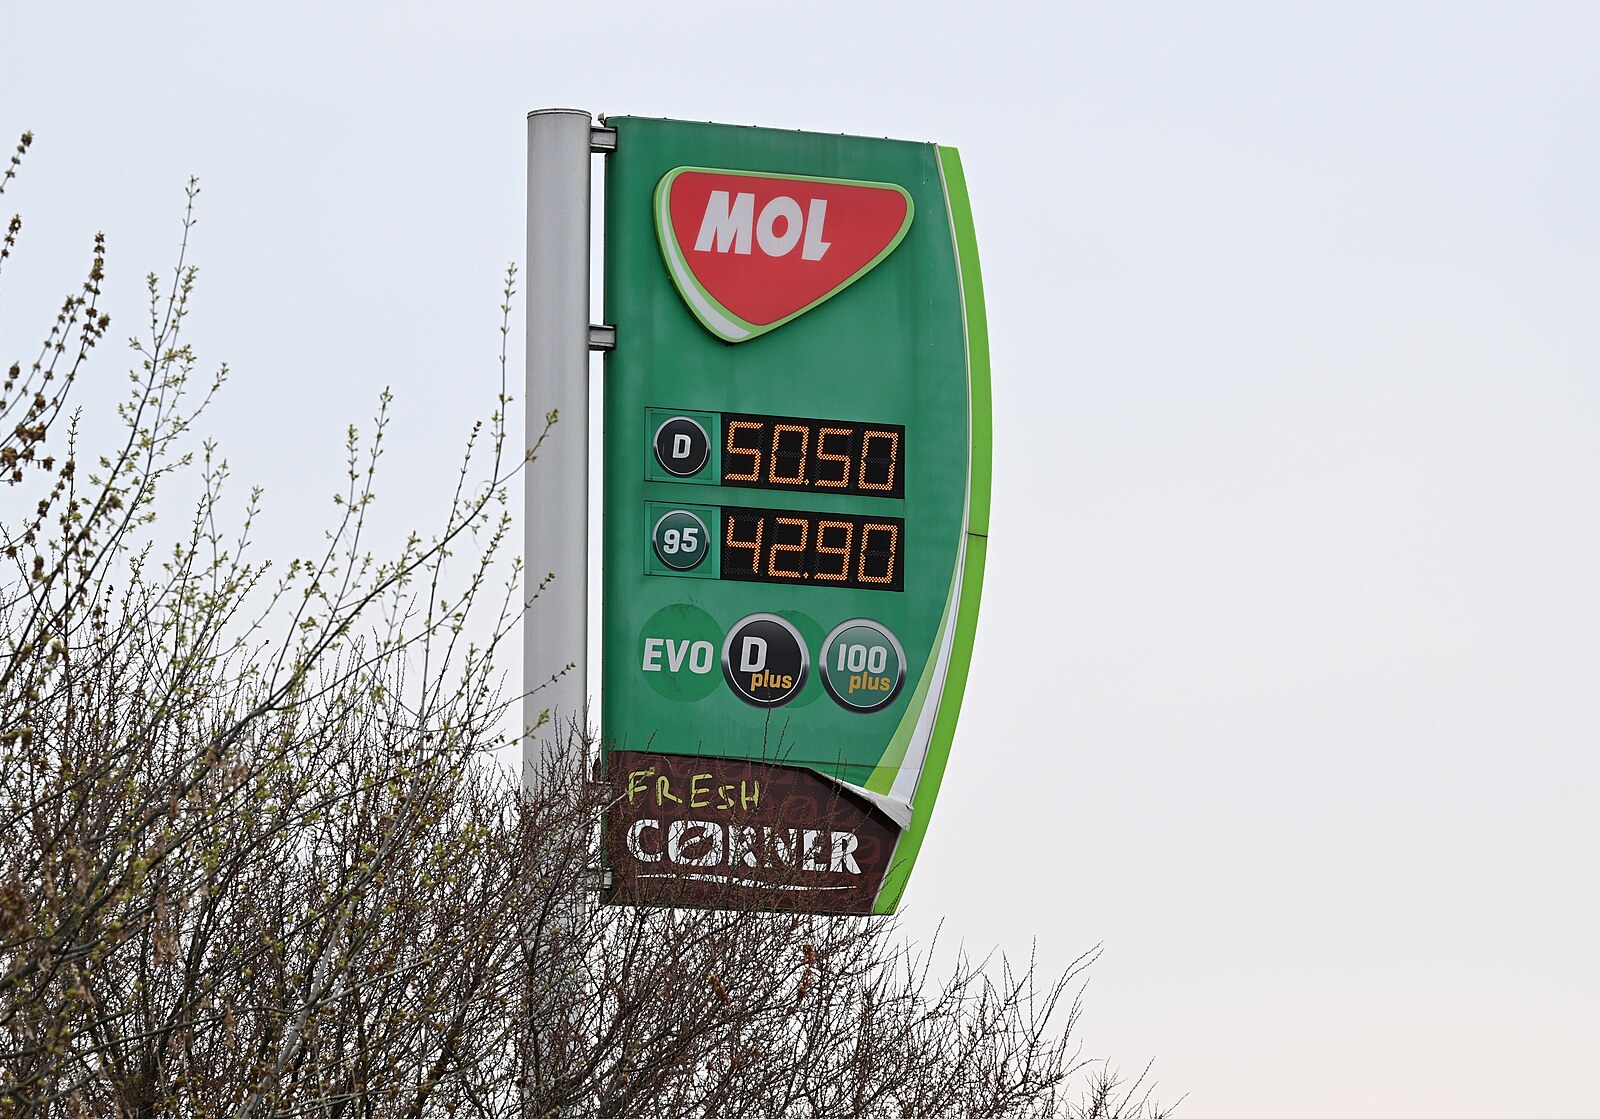 MOL
D 50.50
95 42.90
EVO D plus 100 plus
FRESH
CORNER